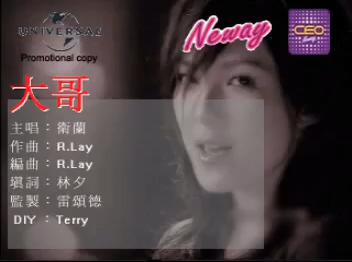 UNIVERSAL
Promotional copy
Neway
CEO
大哥
主唱：衛蘭
作曲：R.Lay
編曲：R.Lay
填詞：林夕
監製：雷頌德
DIY：Terry